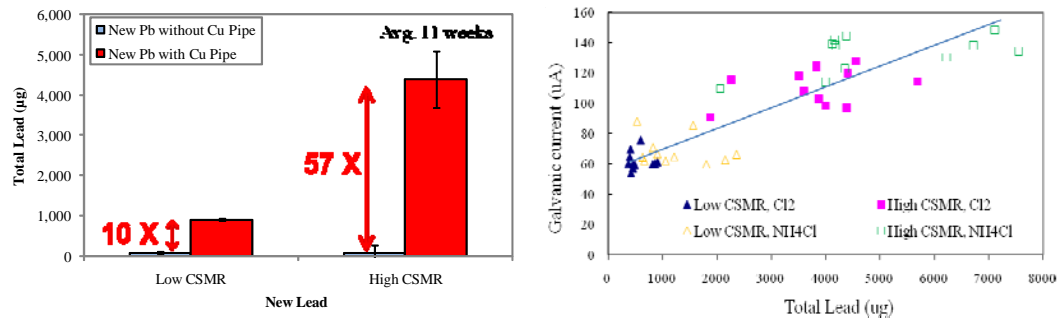 New Pb without Cu Pipe
New Pb with Cu Pipe
Avg. 11 weeks
Total Lead (µg)
6,000
5,000
4,000
3,000
2,000
1,000
0
10 X
57 X
Low CSMR
High CSMR
New Lead
Galvanic current (uA)
160
140
120
100
80
60
40
20
0
Low CSMR, Cl2
High CSMR, Cl2
Low CSMR, NH4Cl
High CSMR, NH4Cl
0
1000
2000
3000
4000
5000
6000
7000
8000
Total Lead (ug)